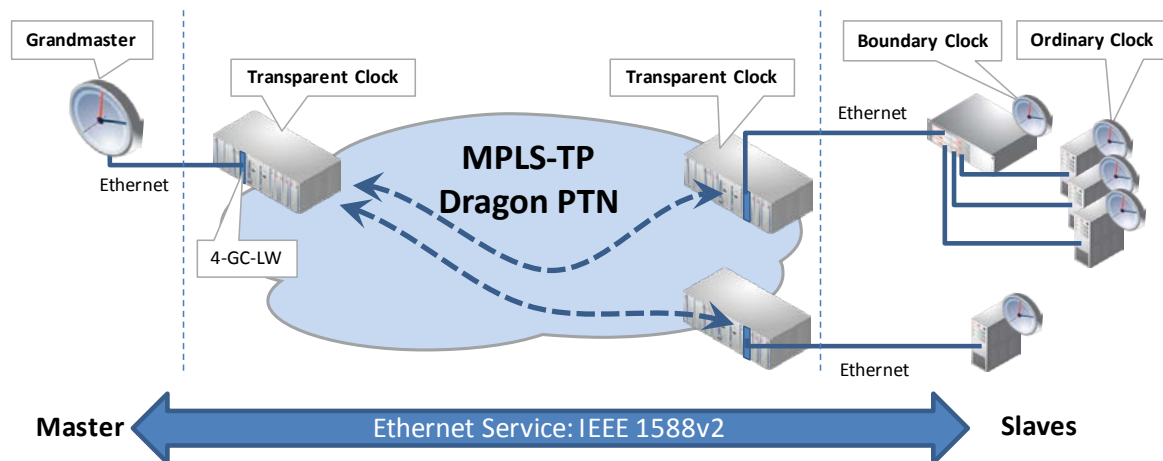 Grandmaster
Transparent Clock
Transparent Clock
Boundary Clock
Ordinary Clock
Ethernet
MPLS-TP
Dragon PTN
Ethernet
4-GC-LW
Ethernet
Master
Ethernet Service: IEEE 1588v2
Slaves